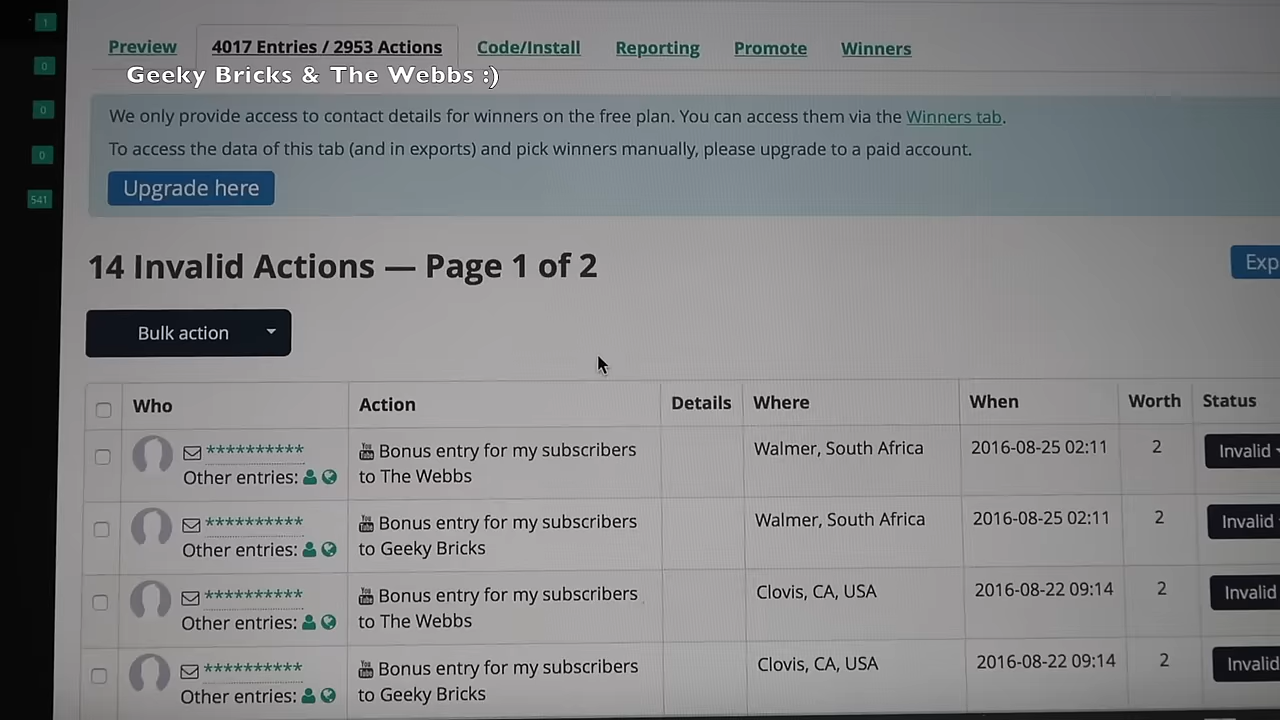 1
0
0
0
541
Preview
4017 Entries / 2953 Actions
Code/Install
Reporting
Promote
Winners
Geeky Bricks & The Webbs :)
We only provide access to contact details for winners on the free plan. You can access them via the Winners tab.
To access the data of this tab (and in exports) and pick winners manually, please upgrade to a paid account.
Upgrade here
14 Invalid Actions — Page 1 of 2
Exp
Bulk action
Who Action Details Where When Worth Status
********** Bonus entry for my subscribers Walmer, South Africa 2016-08-25 02:11 2 Invalid
Other entries: to The Webbs
********** Bonus entry for my subscribers Walmer, South Africa 2016-08-25 02:11 2 Invalid
Other entries: to Geeky Bricks
********** Bonus entry for my subscribers Clovis, CA, USA 2016-08-22 09:14 2 Invalid
Other entries: to The Webbs
********** Bonus entry for my subscribers Clovis, CA, USA 2016-08-22 09:14 2 Invalid
Other entries: to Geeky Bricks